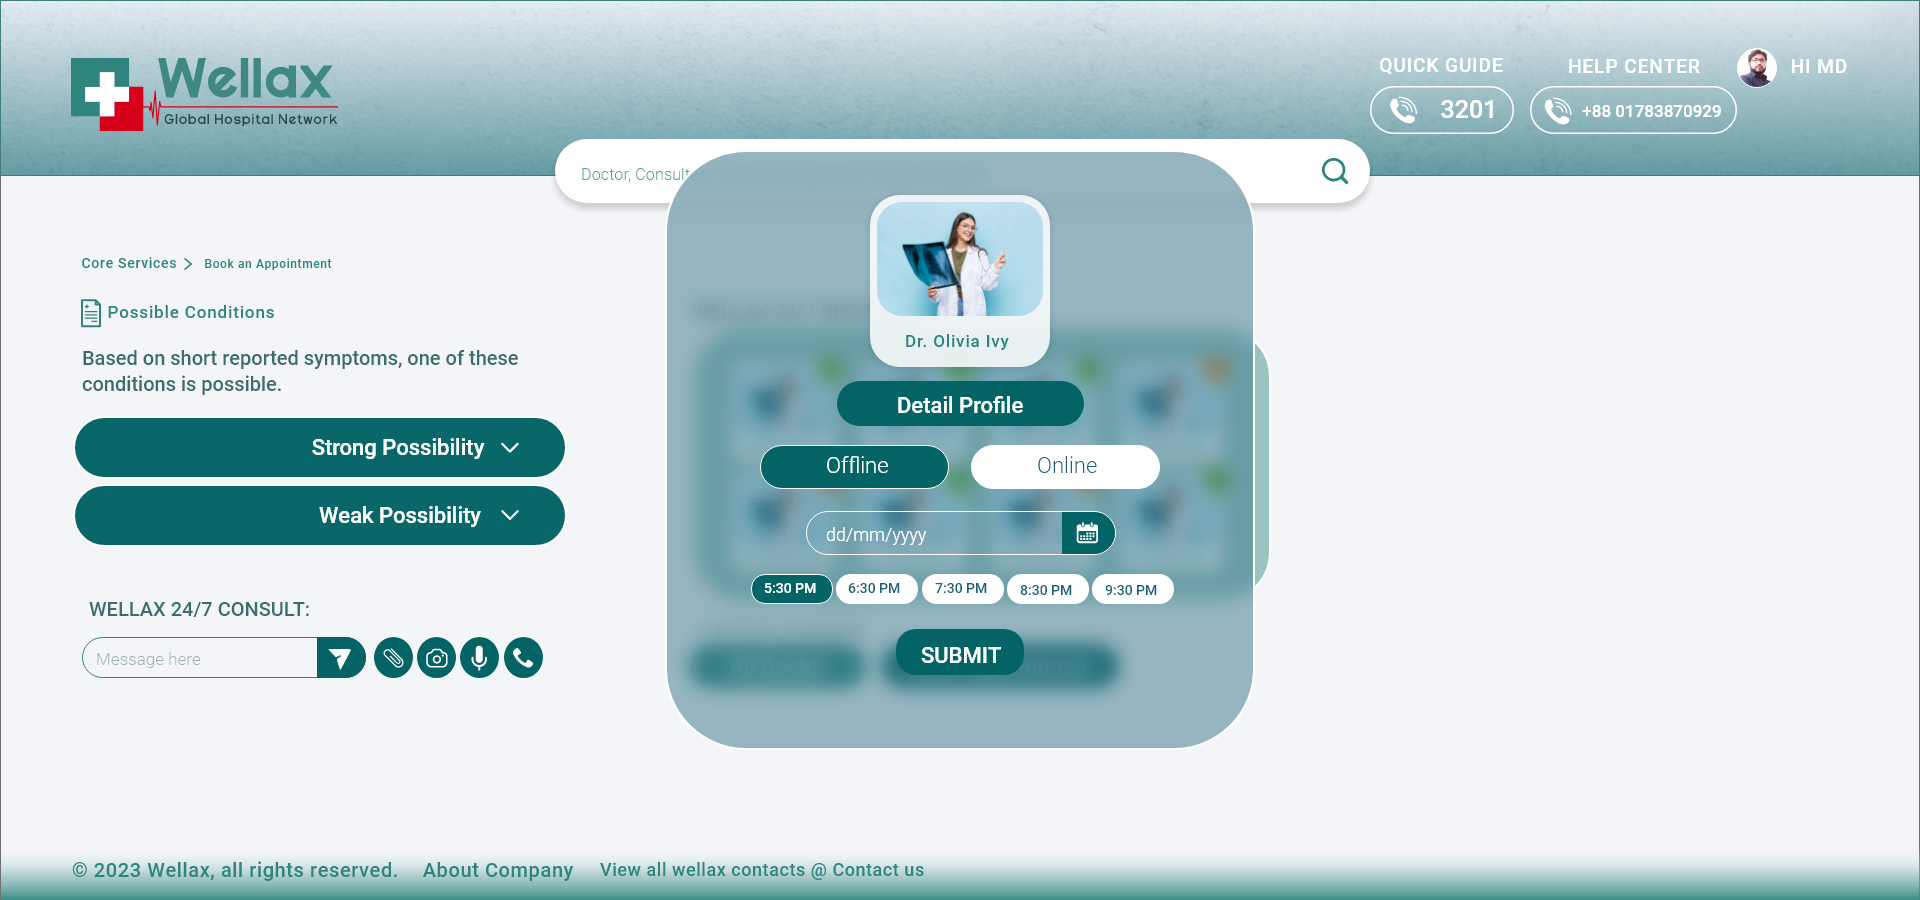 Wellax
Global Hospital Network
QUICK GUIDE
3201
HELP CENTER
+88 01783870929
HI MD
Doctor, Consult
Core Services
Book an Appointment
Possible Conditions
Based on short reported symptoms, one of these
conditions is possible.
Strong Possibility
Weak Possibility
WELLAX 24/7 CONSULT:
Message here
Dr. Olivia Ivy
Detail Profile
Offline
Online
dd/mm/yyyy
5:30 PM
6:30 PM
7:30 PM
8:30 PM
9:30 PM
SUBMIT
© 2023 Wellax, all rights reserved.
About Company
View all wellax contacts @ Contact us